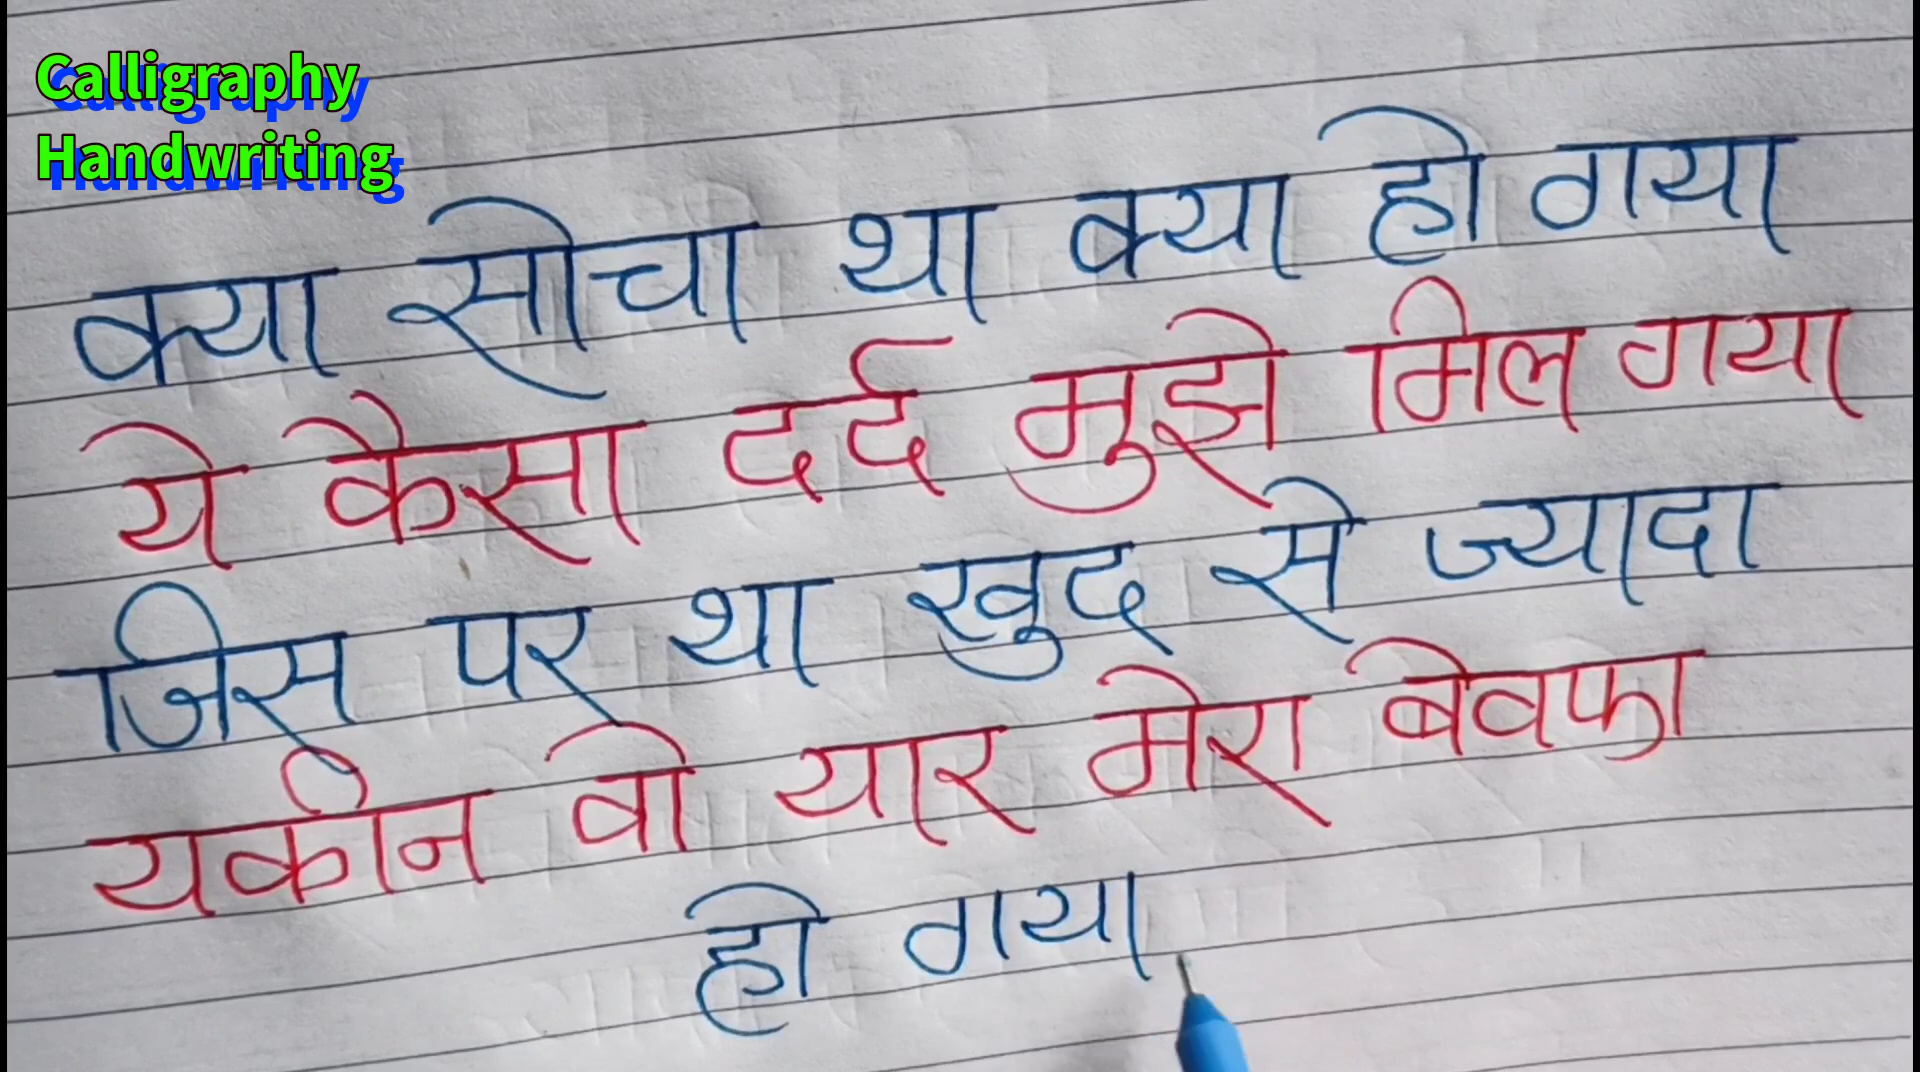 Calligraphy
Handwriting
क्या सोचा था क्या हो गया
ये कैसा दर्द मुझे मिल गया
जिस पर था खुद से ज्यादा
यकीन वो यार मेरा बेवफा
हो गया